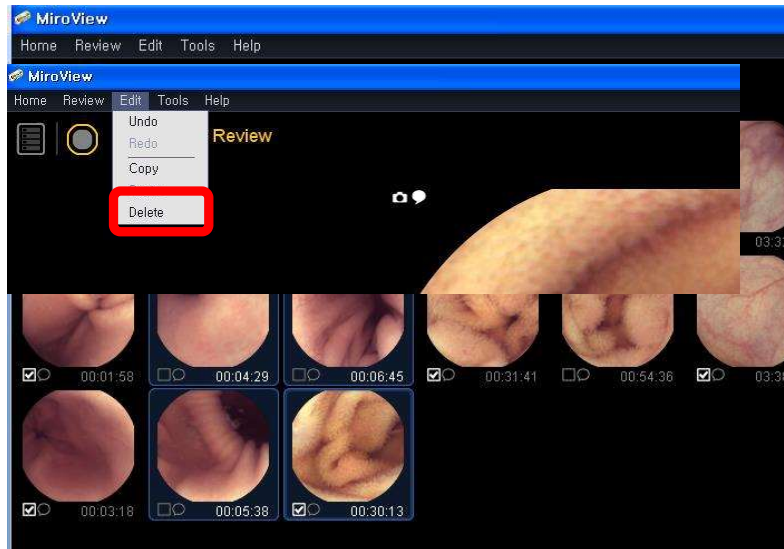 MiroView
Home Review Edit Tools Help
MiroView
Home Review Edit Tools Help
Undo
Redo
Review
Copy
Delete
00:01:58 00:04:29 00:06:45 00:31:41 00:54:36
00:03:18 00:05:38 00:30:13